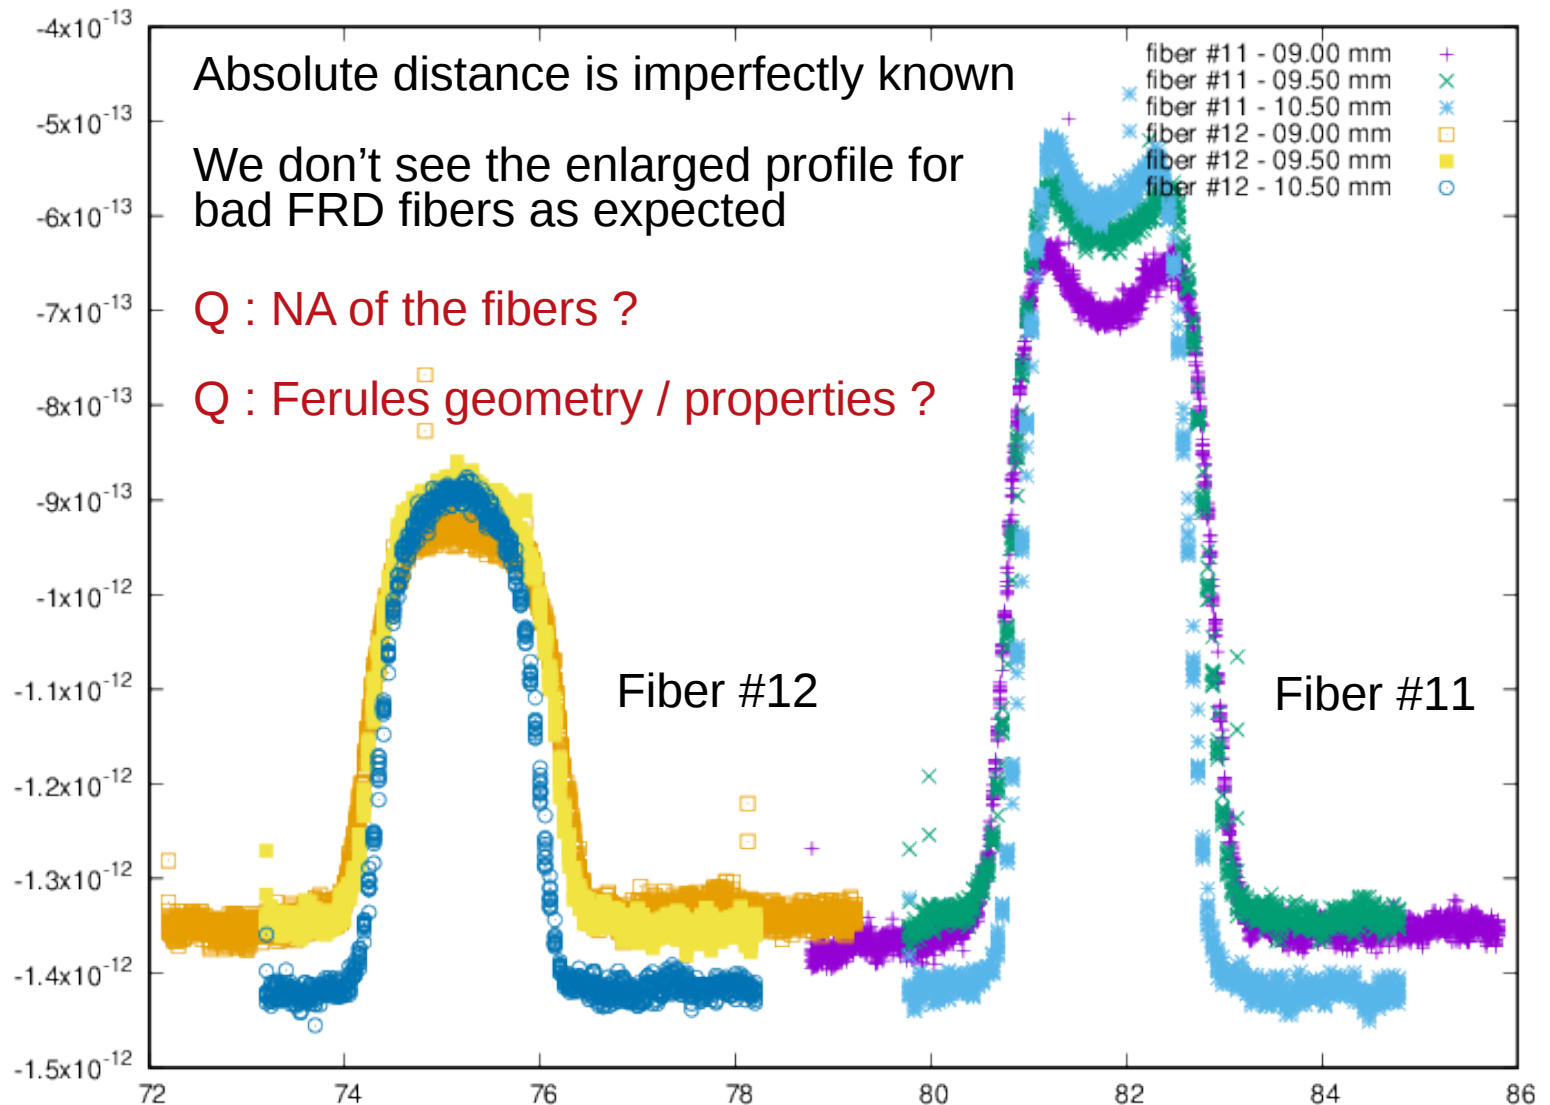 Absolute distance is imperfectly known
We don’t see the enlarged profile for
bad FRD fibers as expected
Q : NA of the fibers ?
Q : Ferules geometry / properties ?
fiber #11 - 09.00 mm
fiber #11 - 09.50 mm
fiber #11 - 10.50 mm
fiber #12 - 09.00 mm
fiber #12 - 09.50 mm
fiber #12 - 10.50 mm
Fiber #12
Fiber #11
-4x10⁻¹³
-5x10⁻¹³
-6x10⁻¹³
-7x10⁻¹³
-8x10⁻¹³
-9x10⁻¹³
-1x10⁻¹²
-1.1x10⁻¹²
-1.2x10⁻¹²
-1.3x10⁻¹²
-1.4x10⁻¹²
-1.5x10⁻¹²
72 74 76 78 80 82 84 86